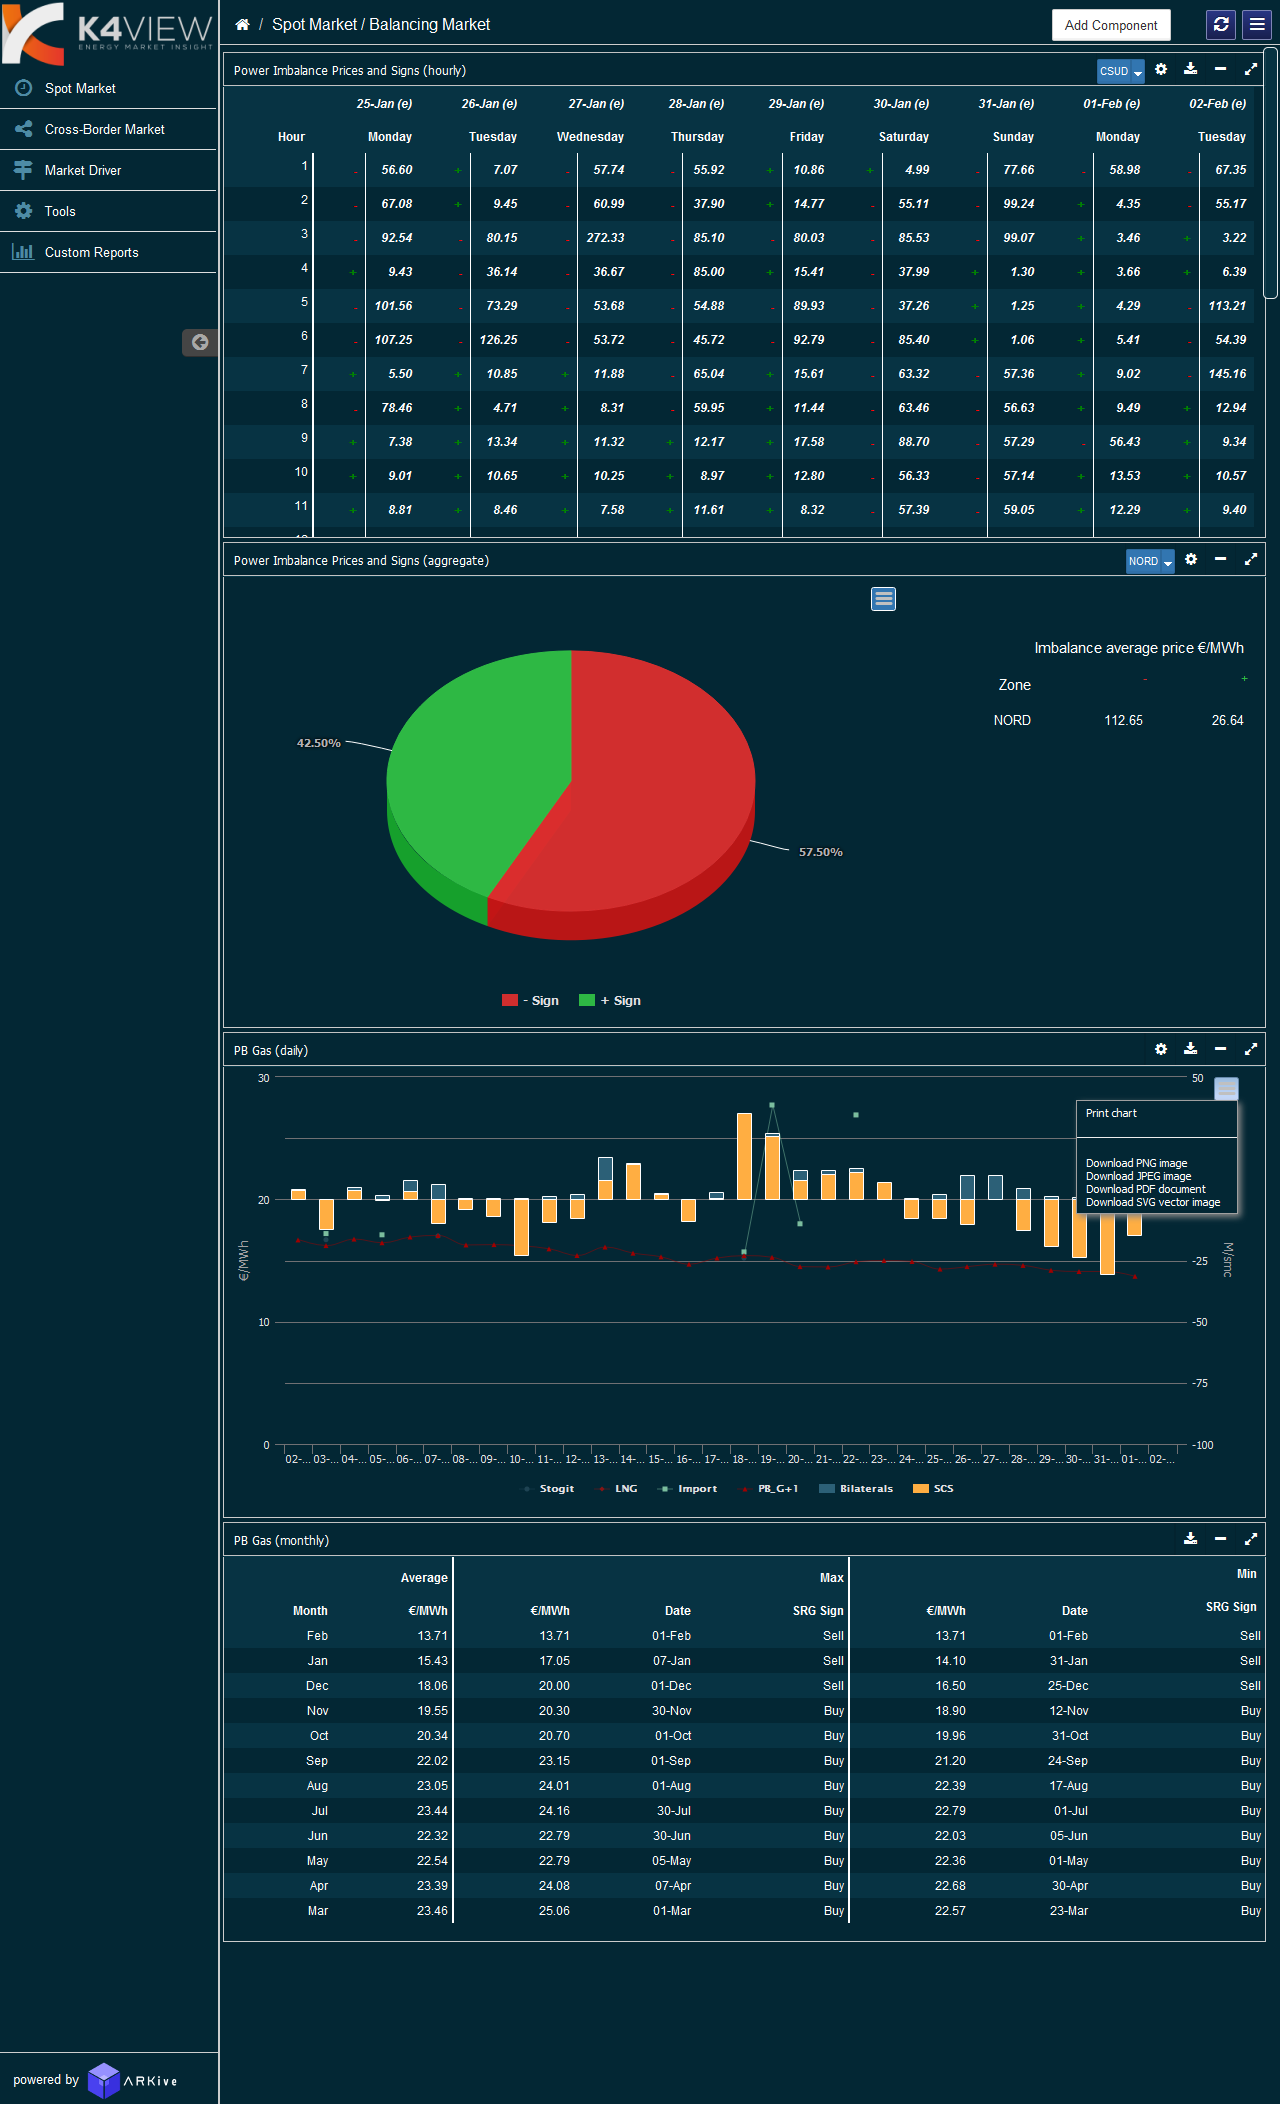 K4VIEW
ENERGY MARKET INSIGHT
/ Spot Market / Balancing Market
Add Component
Spot Market
Cross-Border Market
Market Driver
Tools
Custom Reports
Power Imbalance Prices and Signs (hourly)
CSUD
25-Jan (e) 26-Jan (e) 27-Jan (e) 28-Jan (e) 29-Jan (e) 30-Jan (e) 31-Jan (e) 01-Feb (e) 02-Feb (e)
Hour Monday Tuesday Wednesday Thursday Friday Saturday Sunday Monday Tuesday
1 - 56.60 + 7.07 - 57.74 - 55.92 + 10.86 + 4.99 - 77.66 - 58.98 - 67.35
2 - 67.08 + 9.45 - 60.99 - 37.90 + 14.77 - 55.11 - 99.24 + 4.35 - 55.17
3 - 92.54 - 80.15 - 272.33 - 85.10 - 80.03 - 85.53 - 99.07 + 3.46 + 3.22
4 + 9.43 - 36.14 - 36.67 - 85.00 + 15.41 - 37.99 + 1.30 + 3.66 + 6.39
5 - 101.56 - 73.29 - 53.68 - 54.88 - 89.93 - 37.26 + 1.25 + 4.29 - 113.21
6 - 107.25 - 126.25 - 53.72 - 45.72 - 92.79 - 85.40 + 1.06 + 5.41 - 54.39
7 + 5.50 + 10.85 + 11.88 - 65.04 + 15.61 - 63.32 - 57.36 + 9.02 - 145.16
8 - 78.46 + 4.71 + 8.31 - 59.95 + 11.44 - 63.46 - 56.63 + 9.49 + 12.94
9 + 7.38 + 13.34 + 11.32 + 12.17 + 17.58 - 88.70 - 57.29 - 56.43 + 9.34
10 + 9.01 + 10.65 + 10.25 + 8.97 + 12.80 - 56.33 - 57.14 + 13.53 + 10.57
11 + 8.81 + 8.46 + 7.58 + 11.61 + 8.32 - 57.39 - 59.05 + 12.29 + 9.40
Power Imbalance Prices and Signs (aggregate)
NORD
Imbalance average price €/MWh
Zone - +
NORD 112.65 26.64
42.50%
57.50%
- Sign + Sign
PB Gas (daily)
30 50
Print chart
Download PNG image
Download JPEG image
Download PDF document
Download SVG vector image
20
€/MWh
M/smc
-25
10 -50
-75
0 -100
02-... 03-... 04-... 05-... 06-... 07-... 08-... 09-... 10-... 11-... 12-... 13-... 14-... 15-... 16-... 17-... 18-... 19-... 20-... 21-... 22-... 23-... 24-... 25-... 26-... 27-... 28-... 29-... 30-... 31-... 01-... 02-...
Stogit LNG Import PB_G+1 Bilaterals SCS
PB Gas (monthly)
Average Max Min
Month €/MWh €/MWh Date SRG Sign €/MWh Date SRG Sign
Feb 13.71 13.71 01-Feb Sell 13.71 01-Feb Sell
Jan 15.43 17.05 07-Jan Sell 14.10 31-Jan Sell
Dec 18.06 20.00 01-Dec Sell 16.50 25-Dec Sell
Nov 19.55 20.30 30-Nov Buy 18.90 12-Nov Buy
Oct 20.34 20.70 01-Oct Buy 19.96 31-Oct Buy
Sep 22.02 23.15 01-Sep Buy 21.20 24-Sep Buy
Aug 23.05 24.01 01-Aug Buy 22.39 17-Aug Buy
Jul 23.44 24.16 30-Jul Buy 22.79 01-Jul Buy
Jun 22.32 22.79 30-Jun Buy 22.03 05-Jun Buy
May 22.54 22.79 05-May Buy 22.36 01-May Buy
Apr 23.39 24.08 07-Apr Buy 22.68 30-Apr Buy
Mar 23.46 25.06 01-Mar Buy 22.57 23-Mar Buy
powered by ARKive